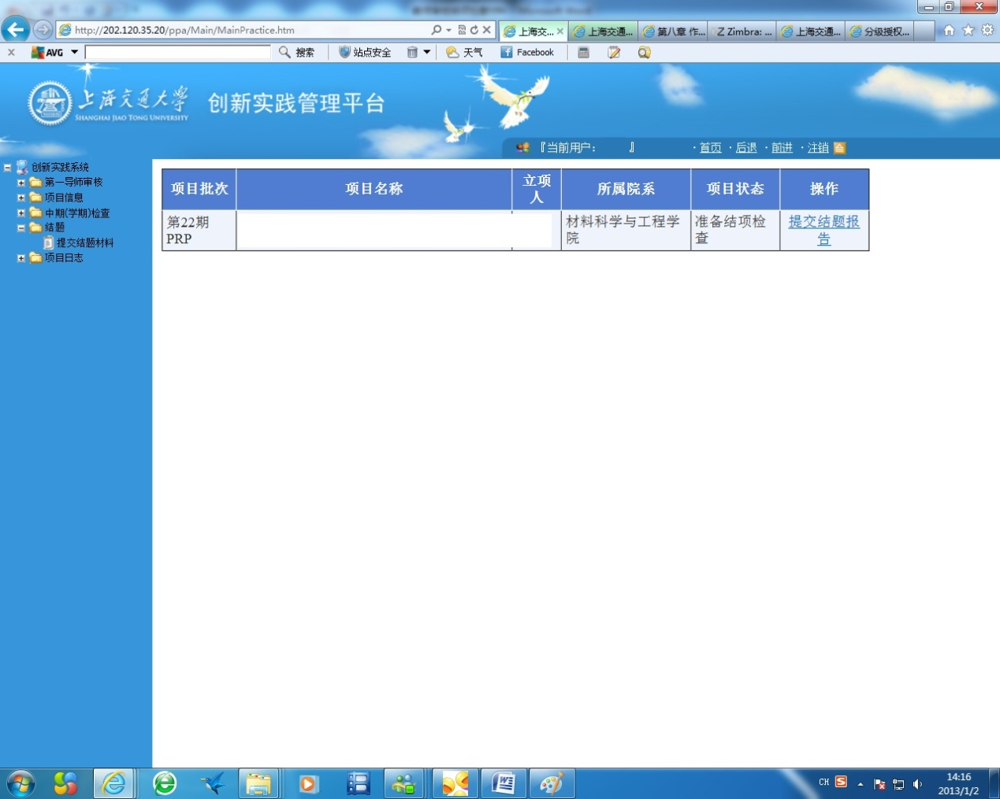 http://202.120.35.20/ppa/Main/MainPractice.htm
上海交...
上海交通...
第八章 作...
Zimbra: ...
上海交通...
分级授权...
AVG
搜索
站点安全
天气
Facebook
上海交通大学
SHANGHAI JIAO TONG UNIVERSITY
创新实践管理平台
『当前用户: 』
·首页 ·后退 ·前进 ·注销
创新实践系统
第一导师审核
项目信息
中期(学期)检查
结题
提交结题材料
项目日志
项目批次 项目名称 立项人 所属院系 项目状态 操作
第22期 材料科学与工程学 准备结项检 提交结题报
PRP 院 查 告
CH
14:16
2013/1/2